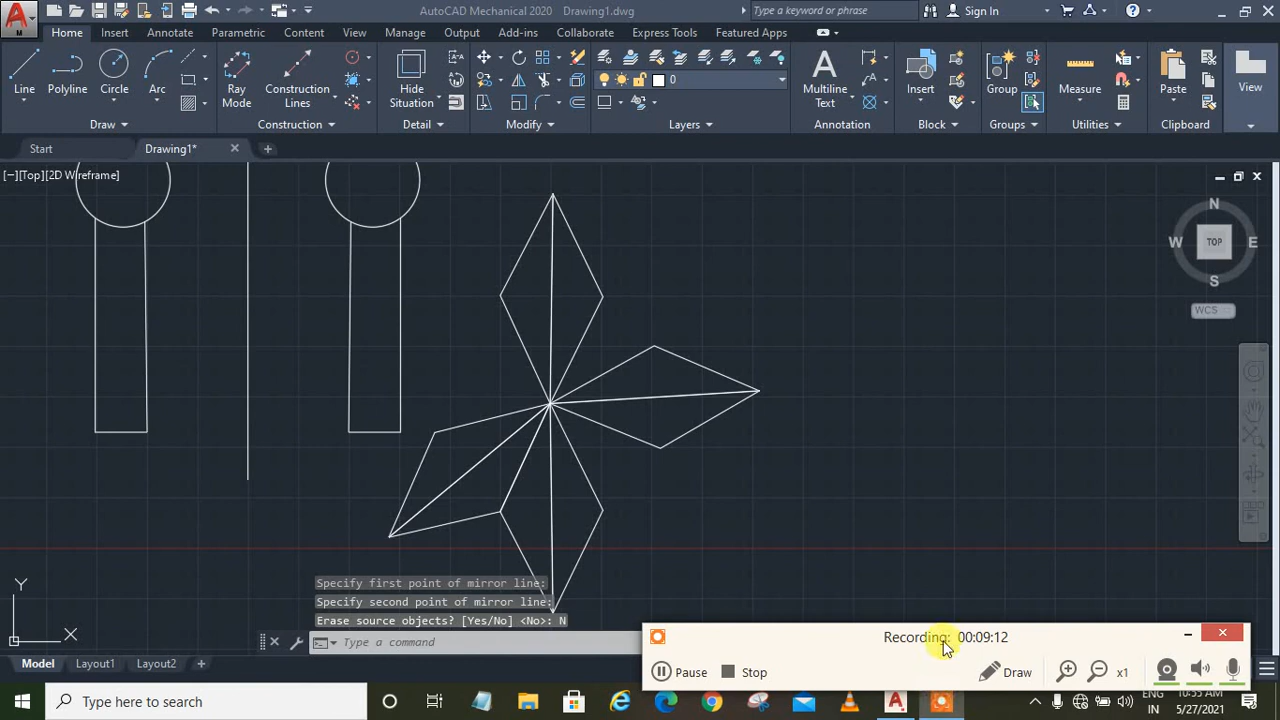 AutoCAD Mechanical 2020 Drawing1.dwg
Type a keyword or phrase
Sign In
Home Insert Annotate Parametric Content View Manage Output Add-ins Collaborate Express Tools Featured Apps
M
Line Polyline Circle Arc
Ray Mode
Construction Lines
Hide Situation
0
Multiline Text
Insert
Group
Measure
Paste
View
Draw Construction Detail Modify Layers Annotation Block Groups Utilities Clipboard
Start Drawing1*
[−][Top][2D Wireframe]
N
W TOP E
S
WCS
Y
X
Specify first point of mirror line:
Specify second point of mirror line:
Erase source objects? [Yes/No] <No>: N
Type a command
Recording: 00:09:12
Pause Stop Draw x1
Model Layout1 Layout2
Type here to search
ENG
IN
10:55 AM
5/27/2021